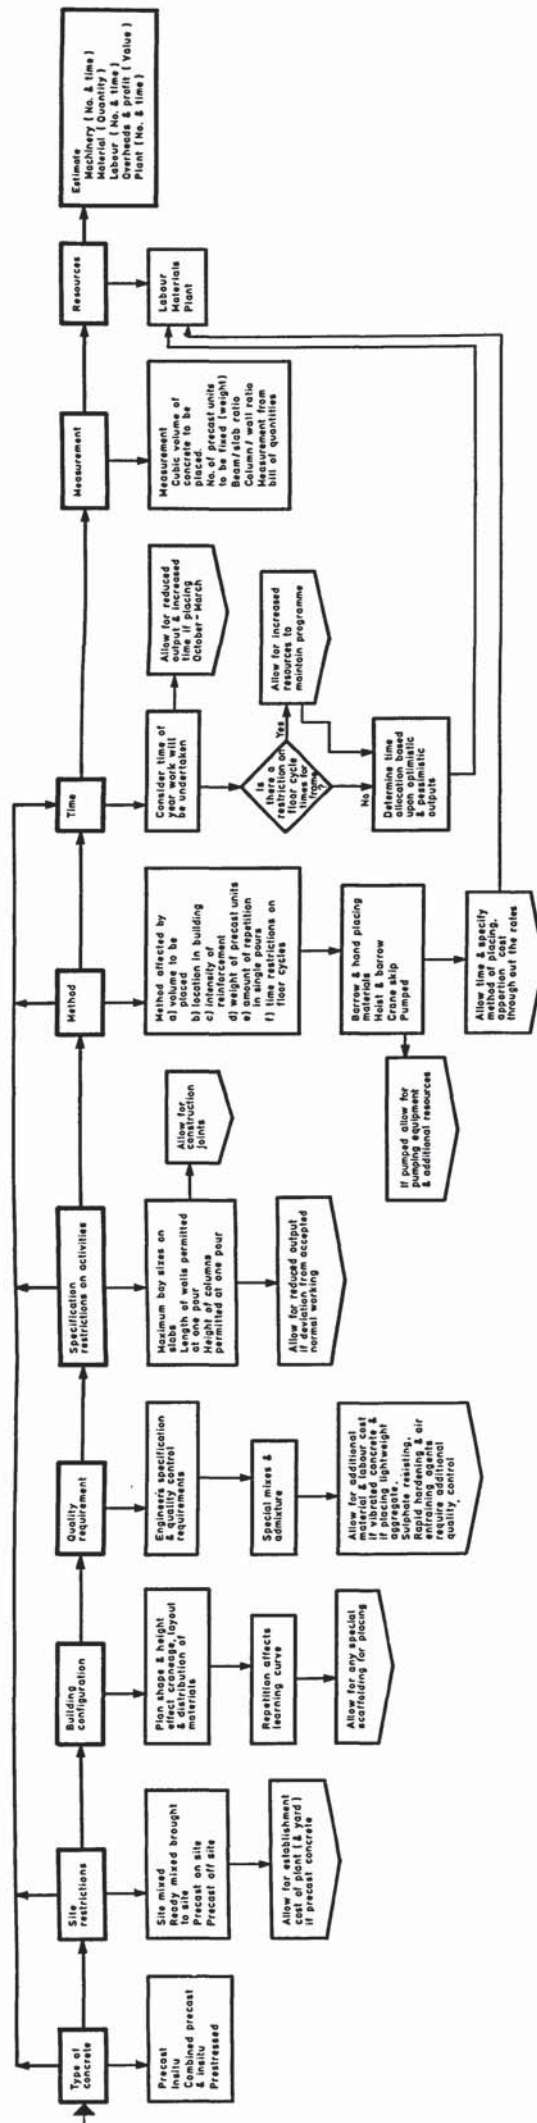 Type of
concrete
Precast
Insitu
Combined precast
& insitu
Prestressed
Site
restrictions
Site mixed
Ready mixed brought
to site
Precast on site
Precast off site
Allow for establishment
cost of plant (& yard)
if precast concrete
Building
configuration
Plan shape & height
effect craneage, layout
& distribution of
materials
Repetition affects
learning curve
Allow for any special
scaffolding for placing
Quality
requirement
Engineer's specification
& quality control
requirements
Special mixes &
admixture
Allow for additional
material & labour cost
if vibrated concrete &
if placing lightweight
aggregate.
Sulphate resisting,
Rapid hardening & air
entraining agents
require additional
quality control.
Specification
restrictions on activities
Maximum bay sizes on
slabs
Length of walls permitted
at one pour
Height of columns
permitted at one pour
Allow for
construction
joints
Allow for reduced output
if deviation from accepted
normal working
Method
Method affected by
a) volume to be
placed
b) location in building
c) intensity of
reinforcement
d) weight of precast units
e) amount of repetition
in single pours
f) time restrictions on
floor cycles
Barrow & hand placing
materials
Hoist & barrow
Crane skip
Pumped
If pumped allow for
pumping equipment
& additional resources
Allow time & specify
method of placing,
apportion cost
through out the rates
Time
Consider time of
year work will
be undertaken
Allow for reduced
output & increased
time if placing
October - March
Is
there a
restriction on
floor cycle
times for
frame
?
Yes
No
Allow for increased
resources to
maintain programme
Determine time
allocation based
upon optimistic
& pessimistic
outputs
Measurement
Measurement
Cubic volume of
concrete to be
placed.
No. of precast units
to be fixed (weight)
Beam/slab ratio
Column / wall ratio
Measurement from
bill of quantities
Resources
Labour
Materials
Plant
Estimate
Machinery (No. & time)
Material (Quantity)
Labour (No. & time)
Overheads & profit (Value)
Plant (No. & time)